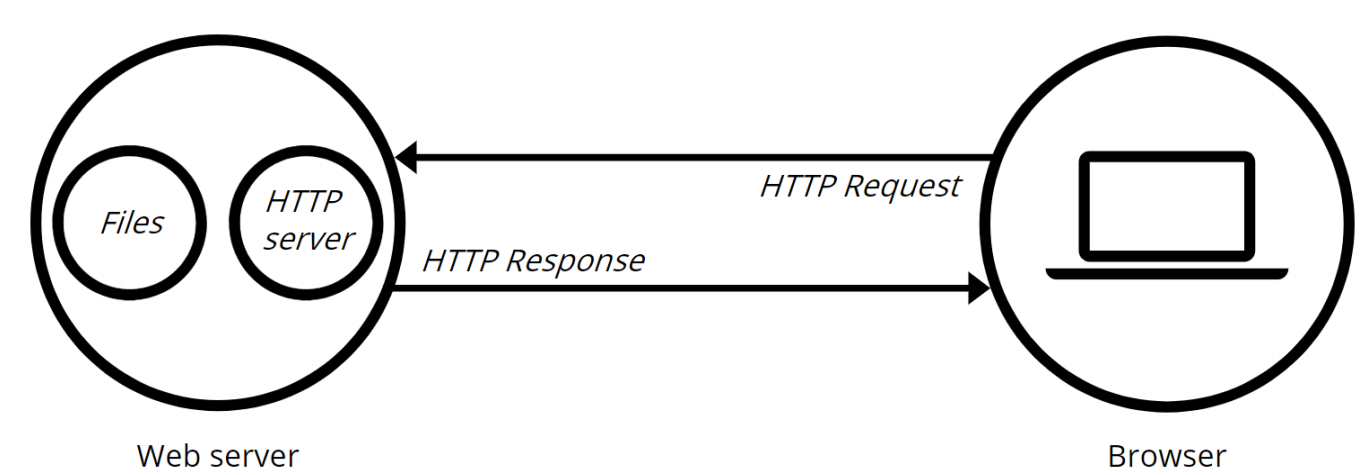 HTTP Request
Files
HTTP
server
HTTP Response
Web server
Browser